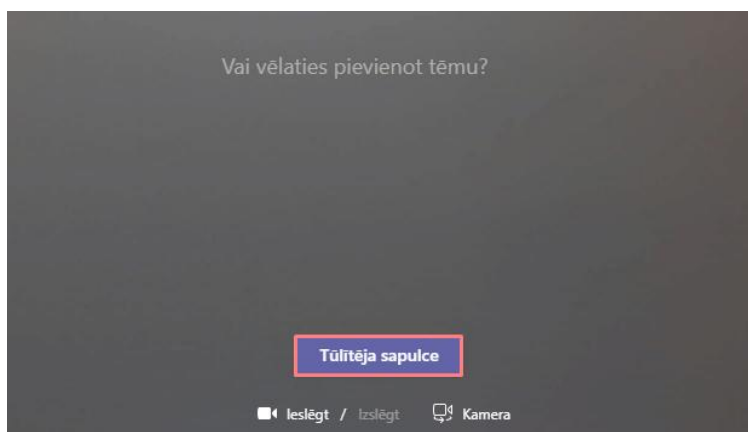 Vai vēlaties pievienot tēmu?
Tūlītēja sapulce
Ieslēgt / Izslēgt Kamera